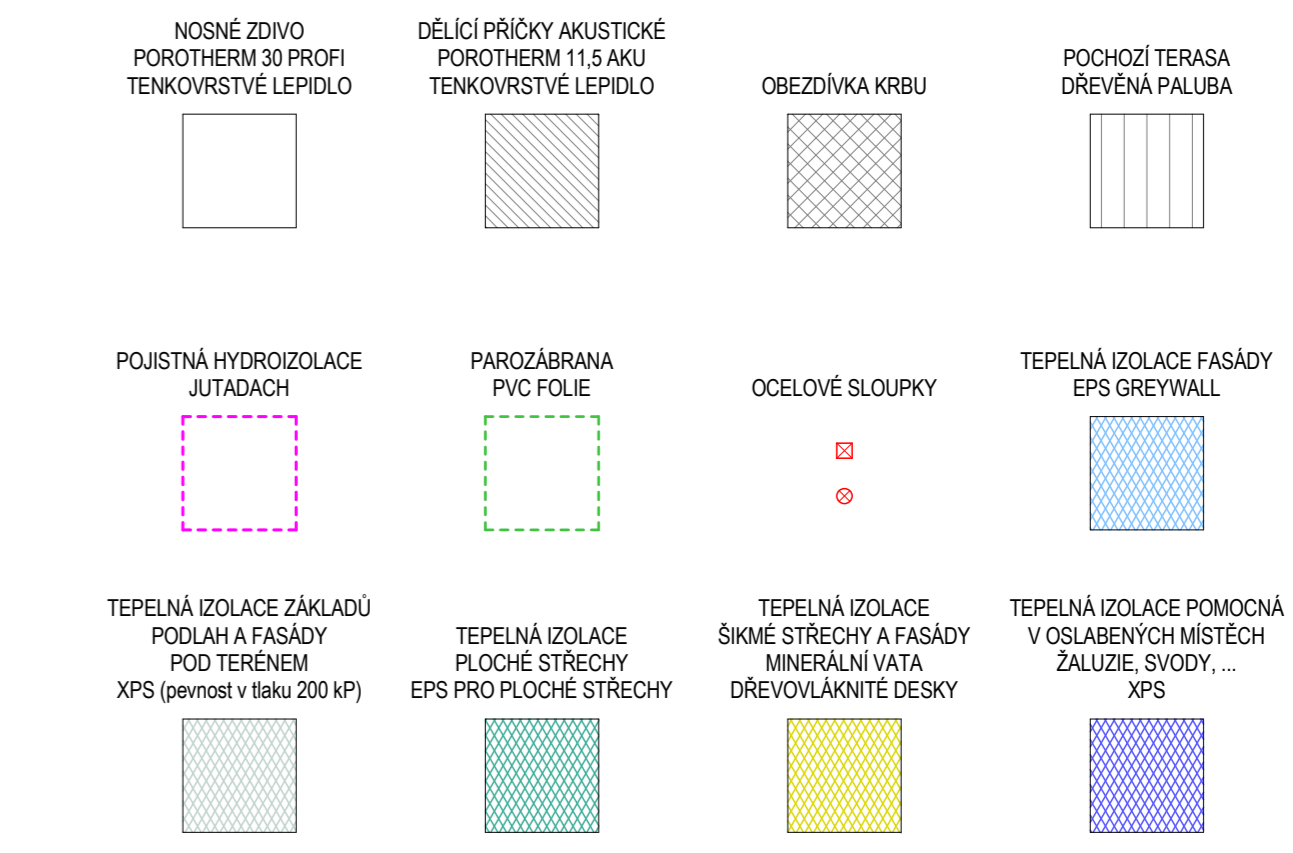 NOSNÉ ZDIVO
POROTHERM 30 PROFI
TENKOVRSTVÉ LEPIDLO
DĚLÍCÍ PŘÍČKY AKUSTICKÉ
POROTHERM 11,5 AKU
TENKOVRSTVÉ LEPIDLO
OBEZDÍVKA KRBU
POCHOZÍ TERASA
DŘEVĚNÁ PALUBA
POJISTNÁ HYDROIZOLACE
JUTADACH
PAROZÁBRANA
PVC FOLIE
OCELOVÉ SLOUPKY
TEPELNÁ IZOLACE FASÁDY
EPS GREYWALL
TEPELNÁ IZOLACE ZÁKLADŮ
PODLAH A FASÁDY
POD TERÉNEM
XPS (pevnost v tlaku 200 kP)
TEPELNÁ IZOLACE
PLOCHÉ STŘECHY
EPS PRO PLOCHÉ STŘECHY
TEPELNÁ IZOLACE
ŠIKMÉ STŘECHY A FASÁDY
MINERÁLNÍ VATA
DŘEVOVLÁKNITÉ DESKY
TEPELNÁ IZOLACE POMOCNÁ
V OSLABENÝCH MÍSTĚCH
ŽALUZIE, SVODY, ...
XPS